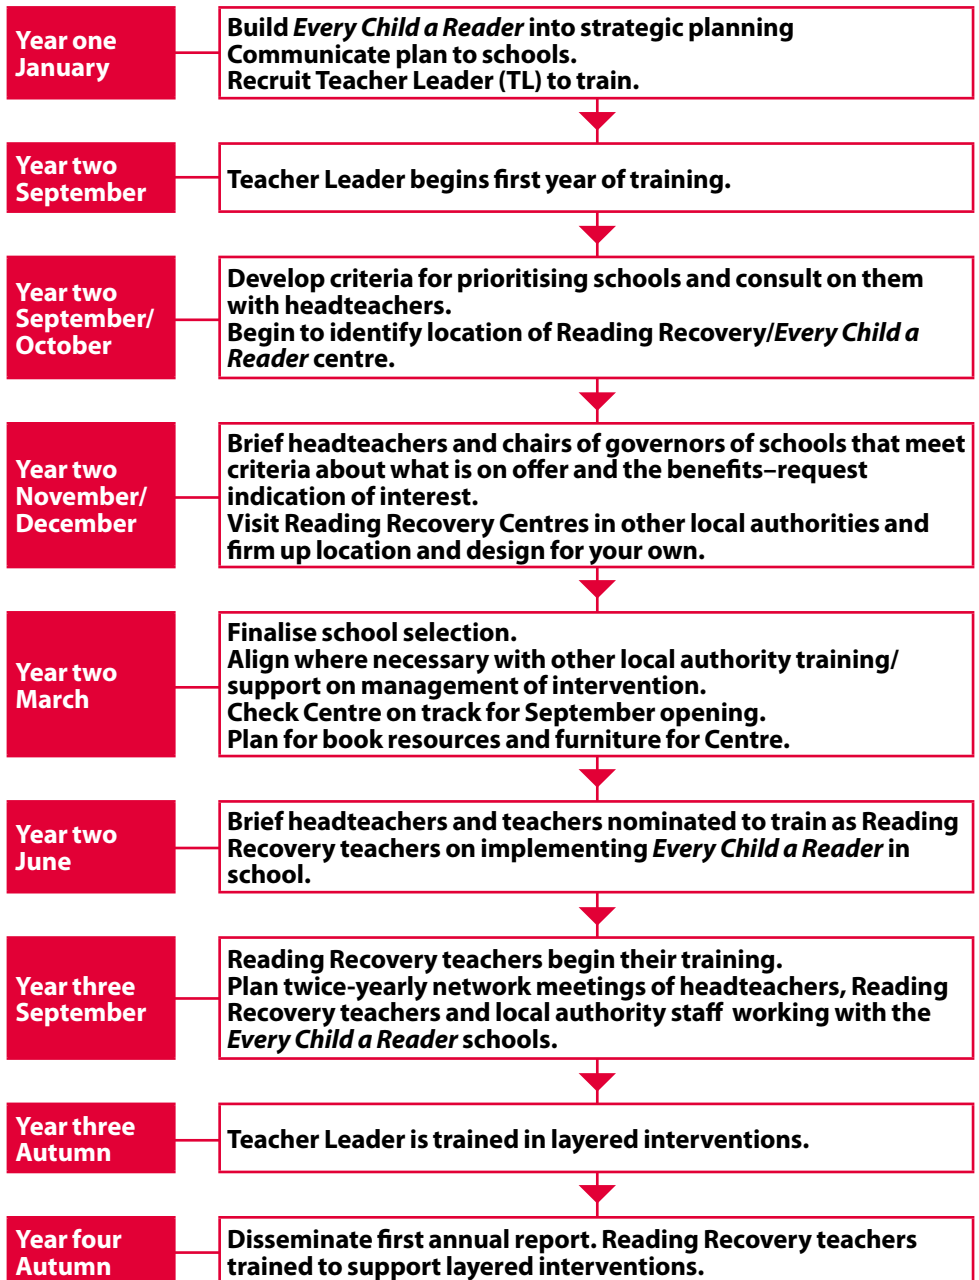 Year one
January
Build Every Child a Reader into strategic planning
Communicate plan to schools.
Recruit Teacher Leader (TL) to train.
Year two
September
Teacher Leader begins first year of training.
Year two
September/
October
Develop criteria for prioritising schools and consult on them
with headteachers.
Begin to identify location of Reading Recovery/Every Child a
Reader centre.
Year two
November/
December
Brief headteachers and chairs of governors of schools that meet
criteria about what is on offer and the benefits–request
indication of interest.
Visit Reading Recovery Centres in other local authorities and
firm up location and design for your own.
Year two
March
Finalise school selection.
Align where necessary with other local authority training/
support on management of intervention.
Check Centre on track for September opening.
Plan for book resources and furniture for Centre.
Year two
June
Brief headteachers and teachers nominated to train as Reading
Recovery teachers on implementing Every Child a Reader in
school.
Year three
September
Reading Recovery teachers begin their training.
Plan twice-yearly network meetings of headteachers, Reading
Recovery teachers and local authority staff working with the
Every Child a Reader schools.
Year three
Autumn
Teacher Leader is trained in layered interventions.
Year four
Autumn
Disseminate first annual report. Reading Recovery teachers
trained to support layered interventions.